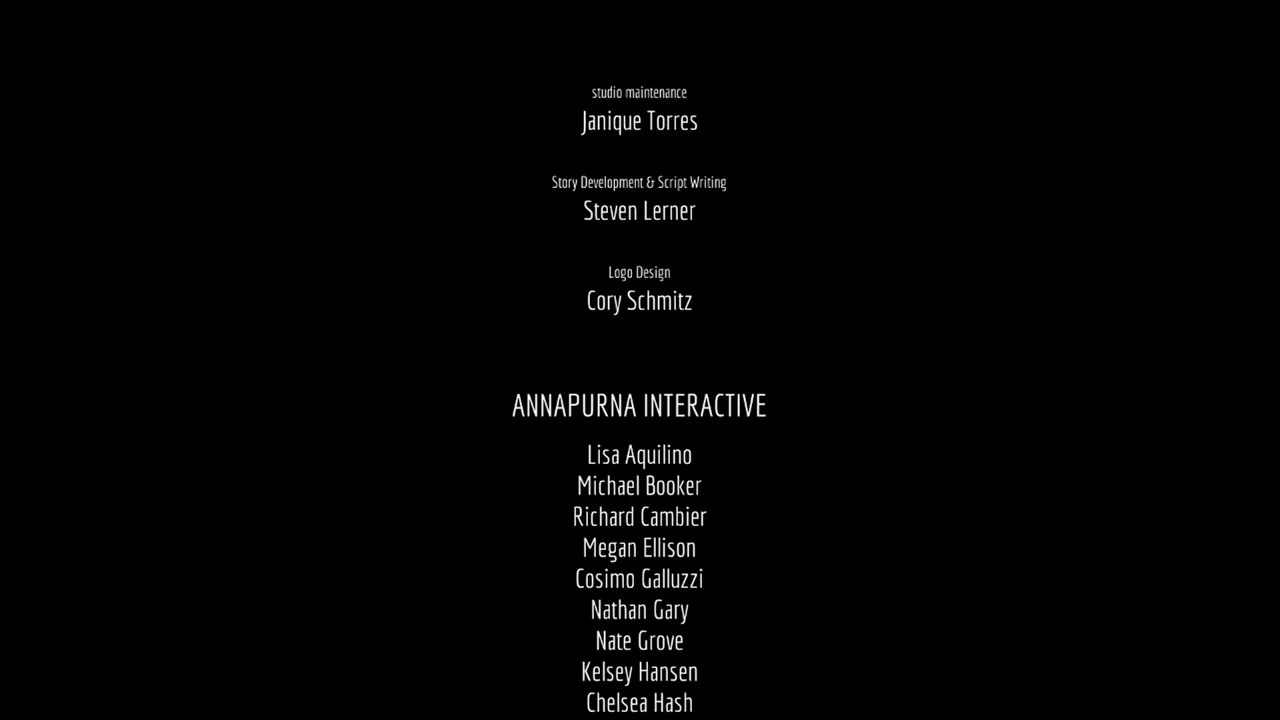 studio maintenance
Janique Torres
Story Development & Script Writing
Steven Lerner
Logo Design
Cory Schmitz
ANNAPURNA INTERACTIVE
Lisa Aquilino
Michael Booker
Richard Cambier
Megan Ellison
Cosimo Galluzzi
Nathan Gary
Nate Grove
Kelsey Hansen
Chelsea Hash